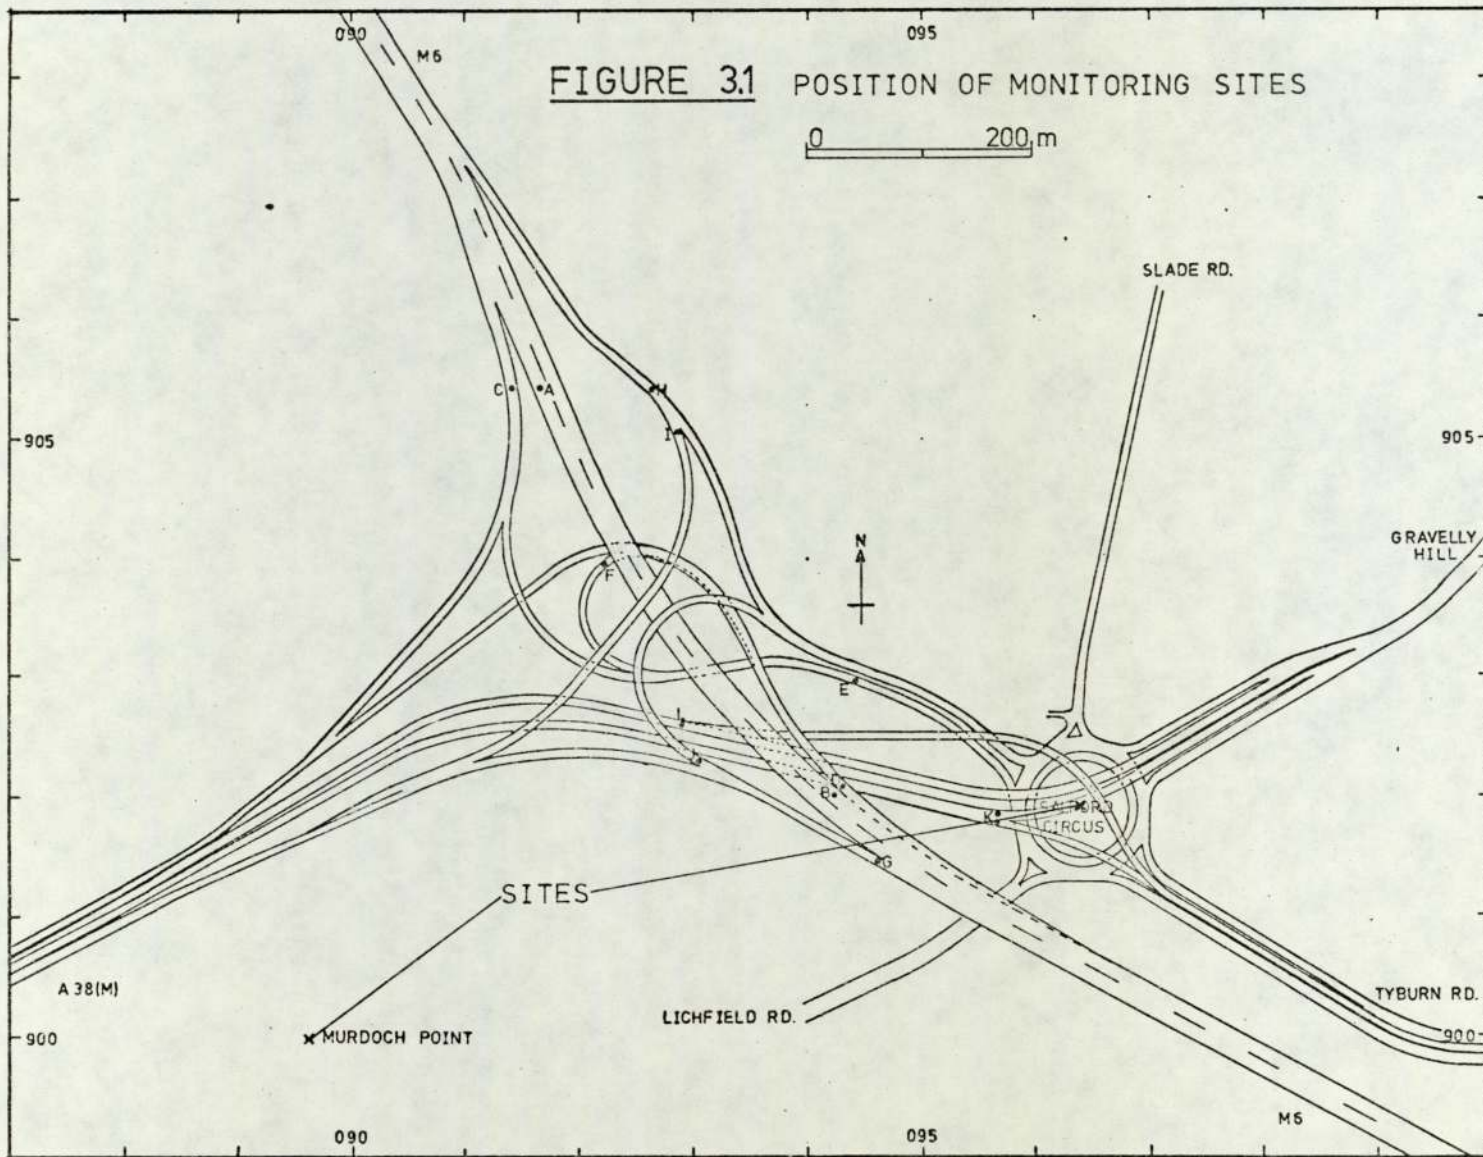 090
095
M6
FIGURE 3.1 POSITION OF MONITORING SITES
0 200 m
SLADE RD.
C
A
H
905
I
905
GRAVELLY
HILL
N
F
E
L
J
D
B
K
SALFORD
CIRCUS
G
SITES
A 38(M)
LICHFIELD RD.
TYBURN RD.
900
MURDOCH POINT
900
090
095
M6